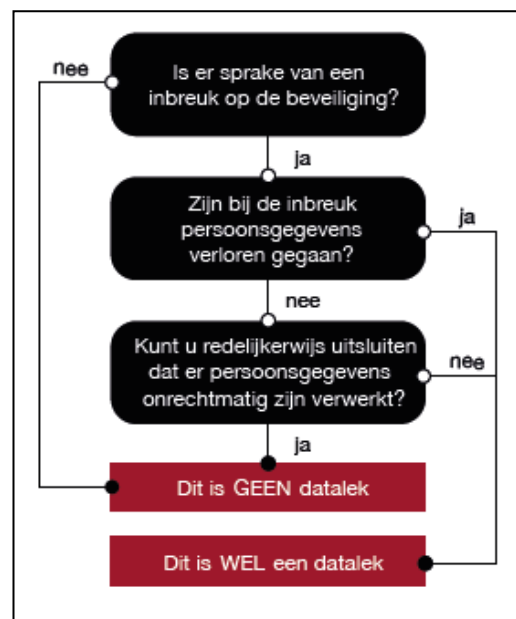 nee
Is er sprake van een
inbreuk op de beveiliging?
ja
Zijn bij de inbreuk
persoonsgegevens
verloren gegaan?
ja
nee
Kunt u redelijkerwijs uitsluiten
dat er persoonsgegevens
onrechtmatig zijn verwerkt?
nee
ja
Dit is GEEN datalek
Dit is WEL een datalek